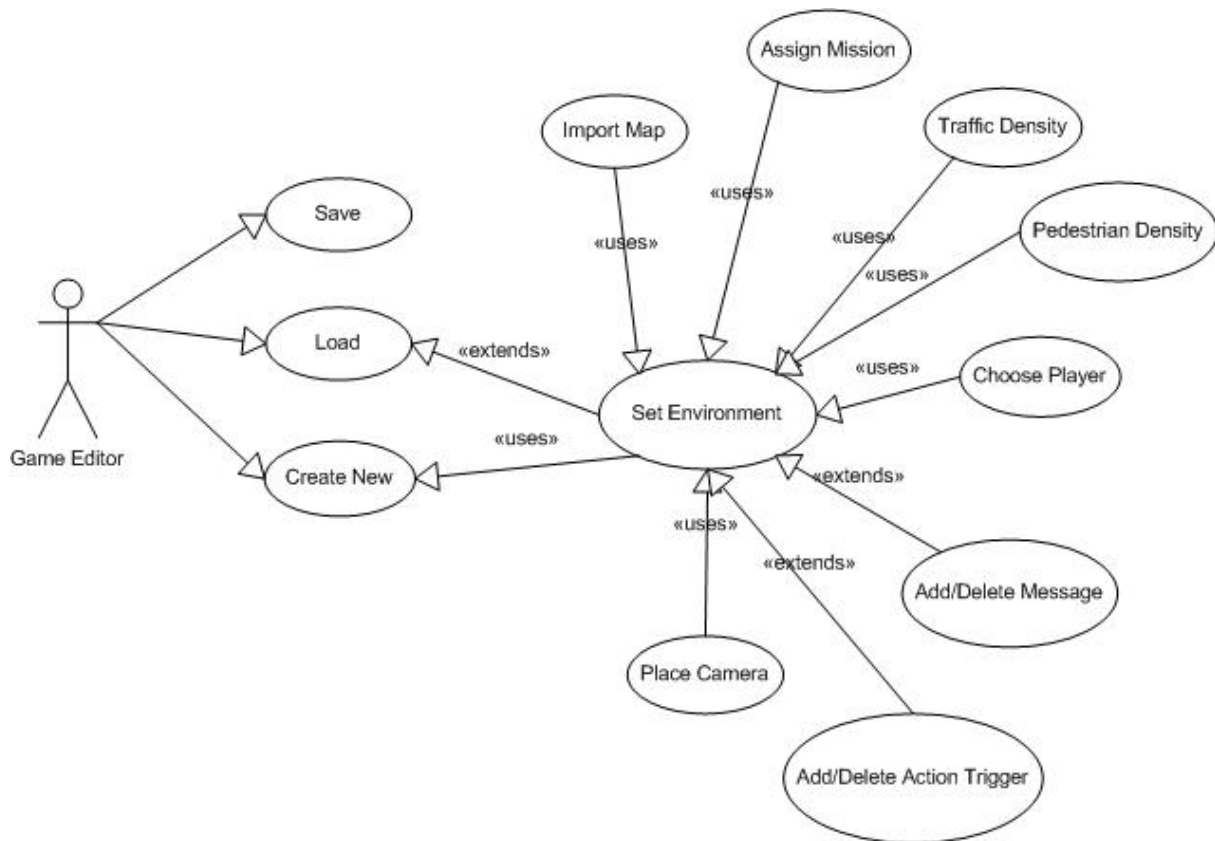 Assign Mission
Import Map
Traffic Density
«uses»
Save
«uses»
«uses»
Pedestrian Density
«uses»
Load
«extends»
«uses»
Choose Player
Set Environment
Game Editor
«uses»
Create New
«extends»
«uses»
«extends»
Add/Delete Message
Place Camera
Add/Delete Action Trigger